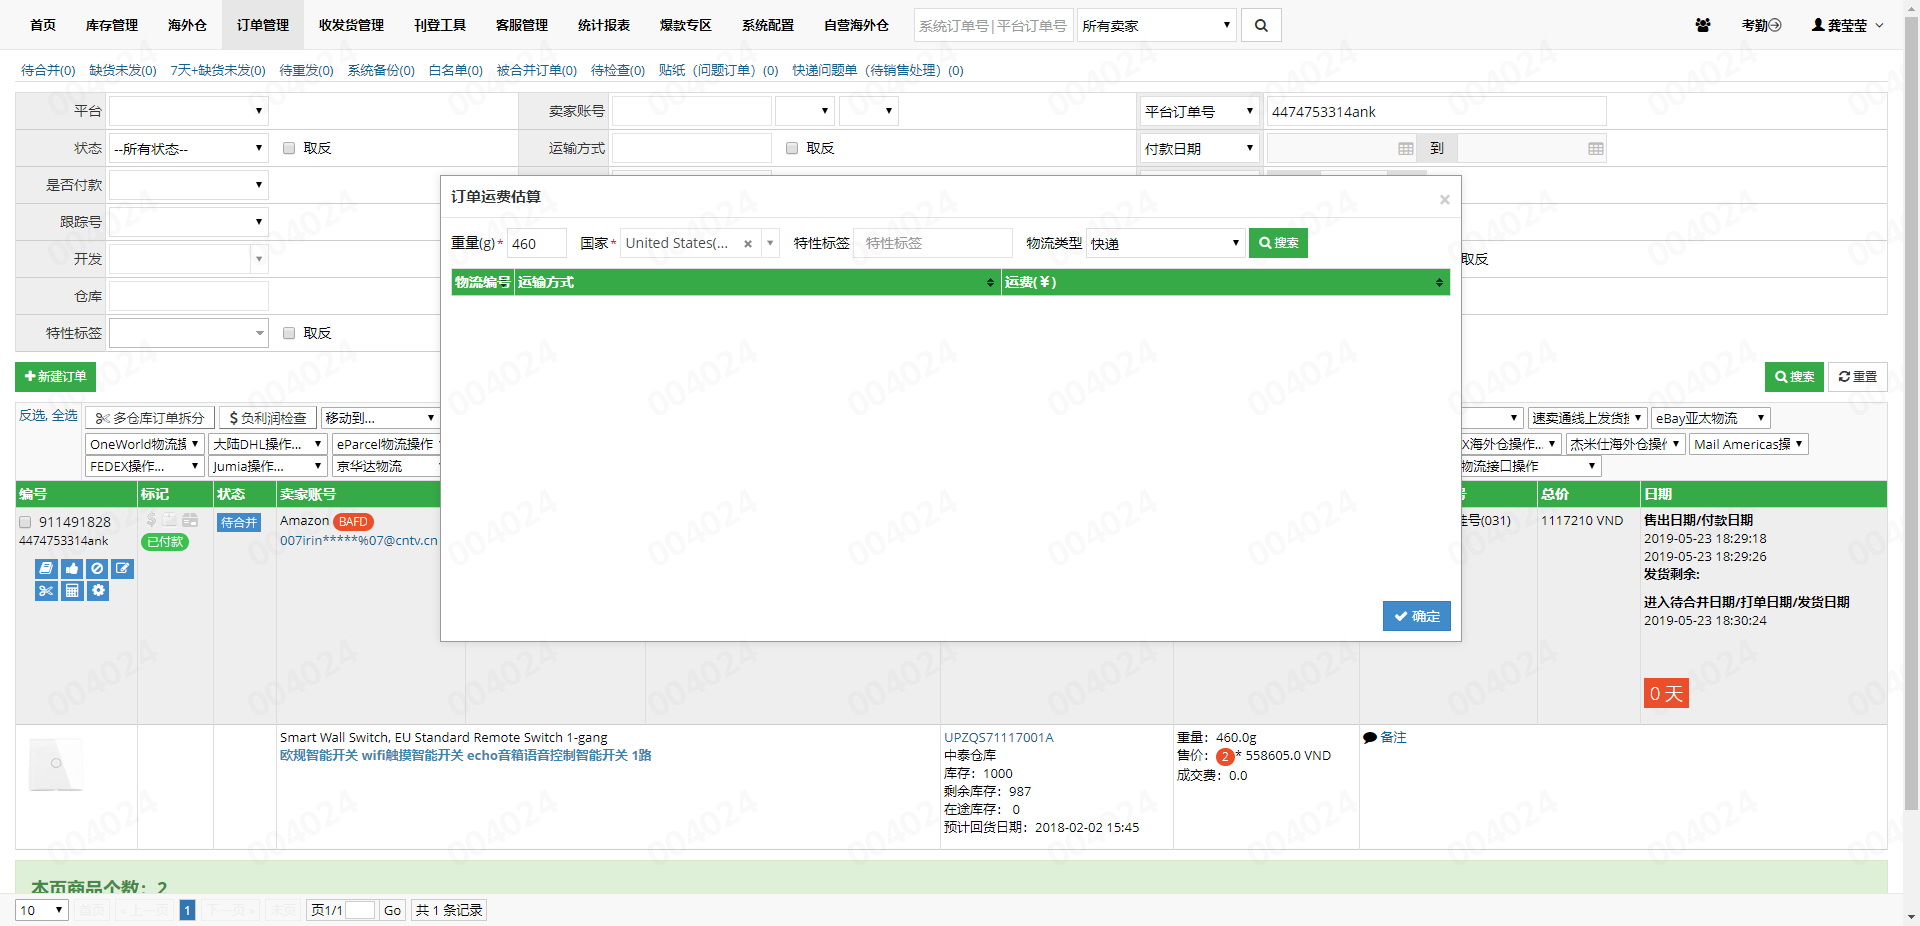 首页 库存管理 海外仓 订单管理 收发货管理 刊登工具 客服管理 统计报表 爆款专区 系统配置 自营海外仓 系统订单号|平台订单号 所有卖家 考勤 龚莹莹
待合并(0) 缺货未发(0) 7天+缺货未发(0) 待重发(0) 系统备份(0) 白名单(0) 被合并订单(0) 待检查(0) 贴纸（问题订单）(0) 快递问题单（待销售处理）(0)
平台 卖家账号 平台订单号 4474753314ank
状态 --所有状态-- 取反 运输方式 取反 付款日期 到
是否付款
跟踪号
开发 取反
仓库
特性标签 取反
订单运费估算 ×
重量(g)* 460 国家* United States(... × 特性标签 特性标签 物流类型 快递 搜索
物流编号 运输方式 运费(¥)
确定
新建订单 搜索 重置
反选, 全选 多仓库订单拆分 $ 负利润检查 移动到... 速卖通线上发货 eBay亚太物流
OneWorld物流 大陆DHL操作... eParcel物流操作 X海外仓操作... 杰米仕海外仓操 Mail Americas操
FEDEX操作... Jumia操作... 京华达物流 物流接口操作
编号 标记 状态 卖家账号 号 总价 日期
911491828 待合并 Amazon BAFD 挂号(031) 1117210 VND 售出日期/付款日期
4474753314ank 已付款 007irin*****%07@cntv.cn 2019-05-23 18:29:18
2019-05-23 18:29:26
发货剩余:
进入待合并日期/打单日期/发货日期
2019-05-23 18:30:24
0 天
Smart Wall Switch, EU Standard Remote Switch 1-gang
欧规智能开关 wifi触摸智能开关 echo音箱语音控制智能开关 1路
UPZQS71117001A
中泰仓库
库存：1000
剩余库存：987
在途库存：0
预计回货日期：2018-02-02 15:45
重量：460.0g
售价：2 * 558605.0 VND
成交费：0.0
备注
本页商品个数：2
10 首页 « 上一页 1 下一页 » 末页 页1/1 Go 共 1 条记录
004024